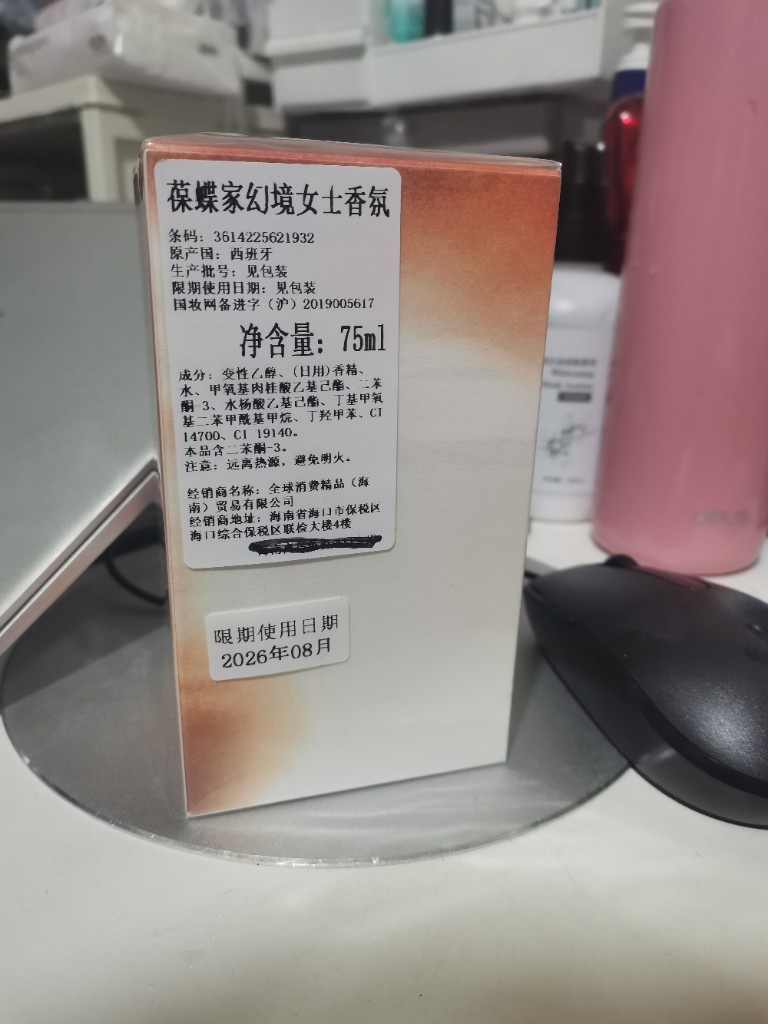 葆蝶家幻境女士香氛
条码：3614225621932
原产国：西班牙
生产批号：见包装
限期使用日期：见包装
国妆网备进字（沪）2019005617
净含量：75ml
成分：变性乙醇、(日用)香精、
水、甲氧基肉桂酸乙基己酯、二苯
酮-3、水杨酸乙基己酯、丁基甲氧
基二苯甲酰基甲烷、丁羟甲苯、CI
14700、CI 19140。
本品含二苯酮-3。
注意：远离热源，避免明火。
经销商名称：全球消费精品（海
南）贸易有限公司
经销商地址：海南省海口市保税区
海口综合保税区联检大楼4楼
限期使用日期
2026年08月